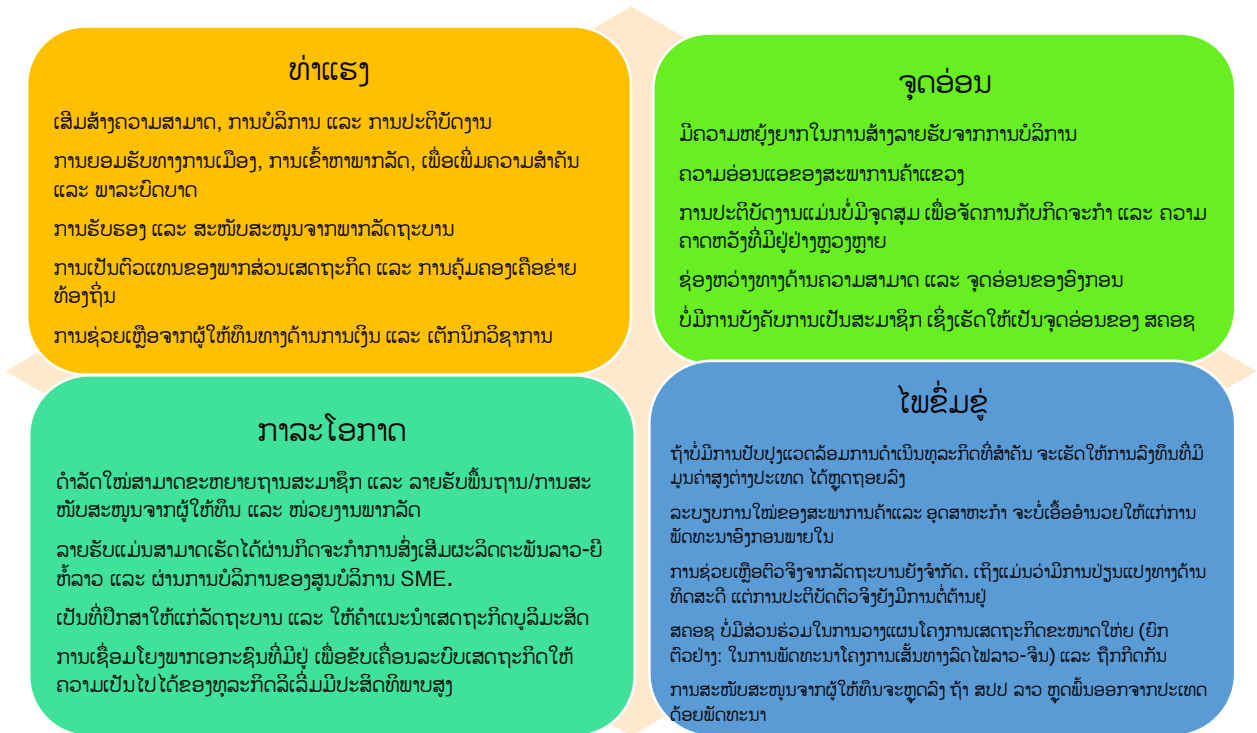 ທ່າແຮງ
ເສີມສ້າງຄວາມສາມາດ, ການບໍລິການ ແລະ ການປະຕິບັດງານ
ການຍອມຮັບທາງການເມືອງ, ການເຂົ້າຫາພາກລັດ, ເພື່ອເພີ່ມຄວາມສຳຄັນ
ແລະ ພາລະບົດບາດ
ການຮັບຮອງ ແລະ ສະໜັບສະໜູນຈາກພາກລັດຖະບານ
ການເປັນຕົວແທນຂອງພາກສ່ວນເສດຖະກິດ ແລະ ການຄຸ້ມຄອງເຄືອຂ່າຍ
ທ້ອງຖິ່ນ
ການຊ່ວຍເຫຼືອຈາກຜູ້ໃຫ້ທຶນທາງດ້ານການເງິນ ແລະ ເຕັກນິກວິຊາການ
ຈຸດອ່ອນ
ມີຄວາມຫຍຸ້ງຍາກໃນການສ້າງລາຍຮັບຈາກການບໍລິການ
ຄວາມອ່ອນແອຂອງສະພາການຄ້າແຂວງ
ການປະຕິບັດງານແມ່ນບໍ່ມີຈຸດສຸມ ເພື່ອຈັດການກັບກິດຈະກຳ ແລະ ຄວາມ
ຄາດຫວັງທີ່ມີຢູ່ຢ່າງຫຼວງຫຼາຍ
ຊ່ອງຫວ່າງທາງດ້ານຄວາມສາມາດ ແລະ ຈຸດອ່ອນຂອງອົງກອນ
ບໍ່ມີການບັງຄັບການເປັນສະມາຊິກ ເຊິ່ງເຮັດໃຫ້ເປັນຈຸດອ່ອນຂອງ ສຄອຊ
ກາລະໂອກາດ
ດຳລັດໃໝ່ສາມາດຂະຫຍາຍຖານສະມາຊຶກ ແລະ ລາຍຮັບພື້ນຖານ/ການສະ
ໜັບສະໜູນຈາກຜູ້ໃຫ້ທຶນ ແລະ ໜ່ວຍງານພາກລັດ
ລາຍຮັບແມ່ນສາມາດເຮັດໄດ້ຜ່ານກິດຈະກຳການສົ່ງເສີມຜະລິດຕະພັນລາວ-ຍີ
ຫໍ້ລາວ ແລະ ຜ່ານການບໍລິການຂອງສູນບໍລິການ SME.
ເປັນທີ່ປຶກສາໃຫ້ແກ່ລັດຖະບານ ແລະ ໃຫ້ຄຳແນະນຳເສດຖະກິດບູລິມະສິດ
ການເຊື່ອມໂຍງພາກເອກະຊົນທີ່ມີຢູ່ ເພື່ອຂັບເຄື່ອນລະບົບເສດຖະກິດໃຫ້
ຄວາມເປັນໄປໄດ້ຂອງທຸລະກິດລິເລີ່ມມີປະສິດທິພາບສູງ
ໄພຂົ່ມຂູ່
ຖ້າບໍ່ມີການປັບປຸງແວດລ້ອມການດຳເນີນທຸລະກິດທີ່ສຳຄັນ ຈະເຮັດໃຫ້ການລົງທຶນທີ່ມີ
ມູນຄ່າສູງຕ່າງປະເທດ ໄດ້ຫຼຸດຖອຍລົງ
ລະບຽບການໃໝ່ຂອງສະພາການຄ້າແລະ ອຸດສາຫະກຳ ຈະບໍ່ເອື້ອອຳນວຍໃຫ້ແກ່ການ
ພັດທະນາອົງກອນພາຍໃນ
ການຊ່ວຍເຫຼືອຕົວຈິງຈາກລັດຖະບານຍັງຈຳກັດ. ເຖິງແມ່ນວ່າມີການປ່ຽນແປງທາງດ້ານ
ທິດສະດີ ແຕ່ການປະຕິບັດຕົວຈິງຍັງມີການຕໍ່ຕ້ານຢູ່
ສຄອຊ ບໍ່ມີສ່ວນຮ່ວມໃນການວາງແຜນໂຄງການເສດຖະກິດຂະໜາດໃຫ່ຍ (ຍົກ
ຕົວຢ່າງ: ໃນການພັດທະນາໂຄງການເສັ້ນທາງລົດໄຟລາວ-ຈີນ) ແລະ ຖືກກີດກັນ
ການສະໜັບສະໜູນຈາກຜູ້ໃຫ້ທຶນຈະຫຼຸດລົງ ຖ້າ ສປປ ລາວ ຫຼຸດພົ້ນອອກຈາກປະເທດ
ດ້ອຍພັດທະນາ